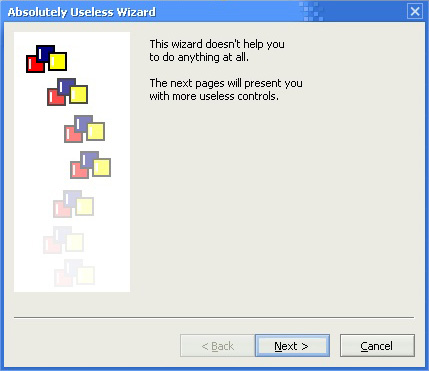 Absolutely Useless Wizard
This wizard doesn't help you
to do anything at all.
The next pages will present you
with more useless controls.
< Back
Next >
Cancel